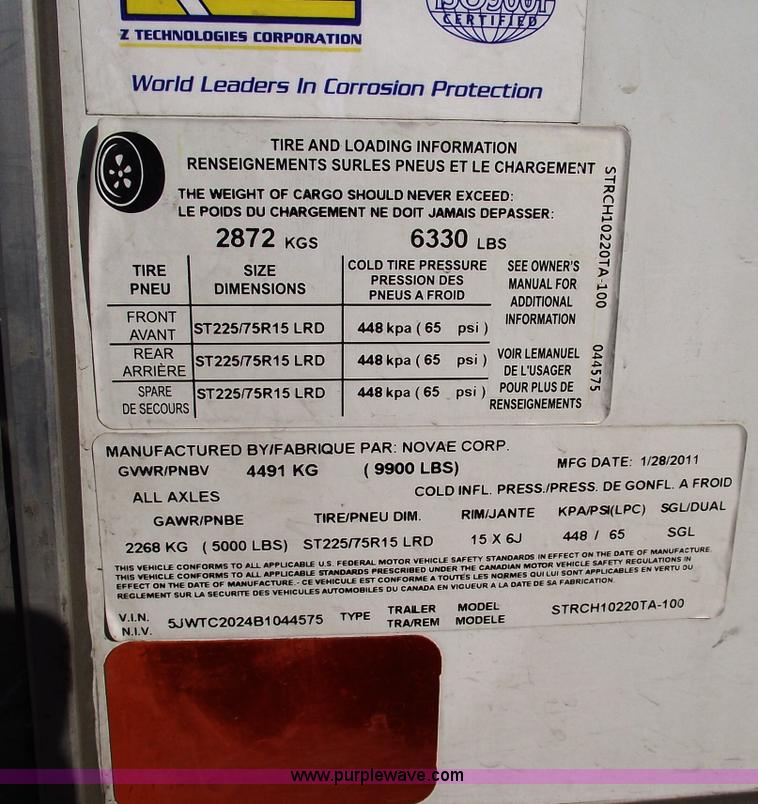 ISO9001
CERTIFIED
Z TECHNOLOGIES CORPORATION
World Leaders In Corrosion Protection
TIRE AND LOADING INFORMATION
RENSEIGNEMENTS SURLES PNEUS ET LE CHARGEMENT
THE WEIGHT OF CARGO SHOULD NEVER EXCEED:
LE POIDS DU CHARGEMENT NE DOIT JAMAIS DEPASSER:
2872 KGS 6330 LBS
TIRE
PNEU
SIZE
DIMENSIONS
COLD TIRE PRESSURE
PRESSION DES
PNEUS A FROID
SEE OWNER'S
MANUAL FOR
ADDITIONAL
INFORMATION
FRONT
AVANT
ST225/75R15 LRD
448 kpa ( 65 psi )
REAR
ARRIÈRE
ST225/75R15 LRD
448 kpa ( 65 psi )
SPARE
DE SECOURS
ST225/75R15 LRD
448 kpa ( 65 psi )
VOIR LEMANUEL
DE L'USAGER
POUR PLUS DE
RENSEIGNEMENTS
STRCH10220TA-100 044575
MANUFACTURED BY/FABRIQUE PAR: NOVAE CORP.
GVWR/PNBV 4491 KG ( 9900 LBS) MFG DATE: 1/28/2011
ALL AXLES COLD INFL. PRESS./PRESS. DE GONFL. A FROID
GAWR/PNBE TIRE/PNEU DIM. RIM/JANTE KPA/PSI(LPC) SGL/DUAL
2268 KG ( 5000 LBS) ST225/75R15 LRD 15 X 6J 448 / 65 SGL
THIS VEHICLE CONFORMS TO ALL APPLICABLE U.S. FEDERAL MOTOR VEHICLE SAFETY STANDARDS IN EFFECT ON THE DATE OF MANUFACTURE.
THIS VEHICLE CONFORMS TO ALL APPLICABLE STANDARDS PRESCRIBED UNDER THE CANADIAN MOTOR VEHICLE SAFETY REGULATIONS IN
EFFECT ON THE DATE OF MANUFACTURE. - CE VEHICULE EST CONFORME A TOUTES LES NORMES QUI LUI SONT APPLICABLES EN VERTU DU
REGLEMENT SUR LA SECURITE DES VEHICULES AUTOMOBILES DU CANADA EN VIGUEUR A LA DATE DE SA FABRICATION.
V.I.N.
N.I.V.
5JWTC2024B1044575 TYPE
TRAILER
TRA/REM
MODEL
MODELE
STRCH10220TA-100
www.purplewave.com